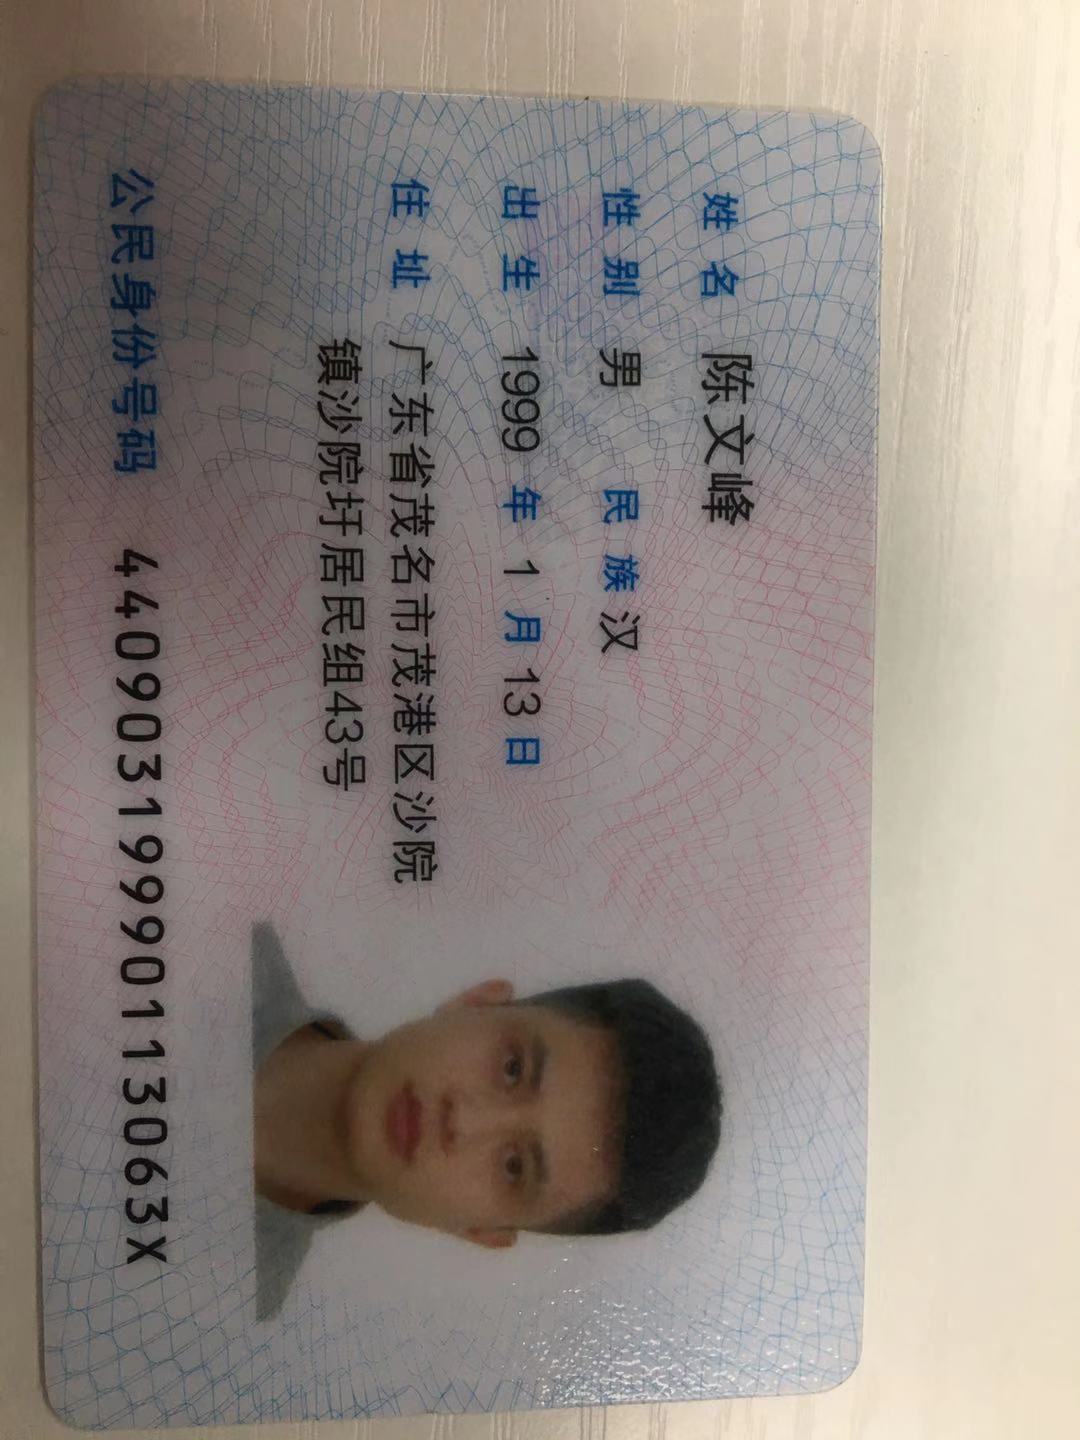 姓名 陈文峰
性别 男 民族 汉
出生 1999 年 1 月 13 日
住址 广东省茂名市茂港区沙院
镇沙院圩居民组43号
公民身份号码 44090319990113063X